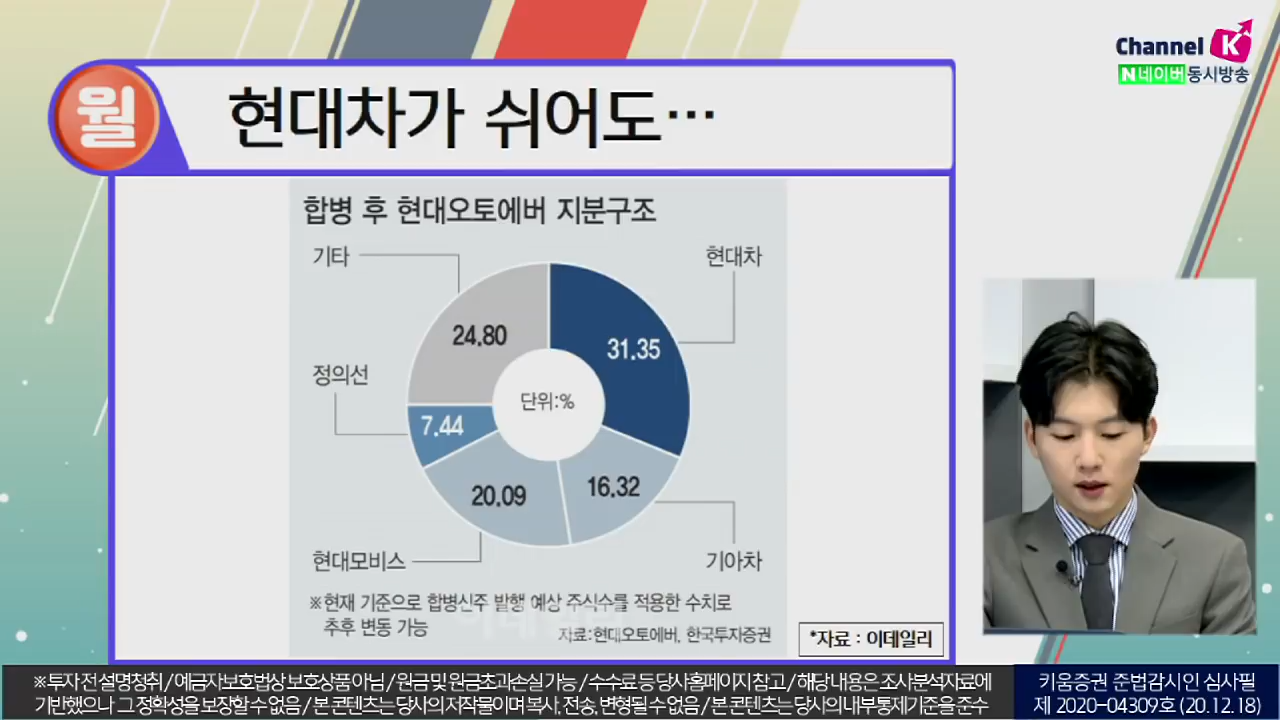 Channel K
N네이버 동시방송
월
현대차가 쉬어도…
합병 후 현대오토에버 지분구조
기타
현대차
24.80
31.35
정의선
단위:%
7.44
20.09
16.32
현대모비스
기아차
※현재 기준으로 합병신주 발행 예상 주식수를 적용한 수치로
추후 변동 가능
이데일리
자료:현대오토에버, 한국투자증권
*자료 : 이데일리
※투자 전 설명청취 / 예금자보호법상 보호상품 아님 / 원금 및 원금초과손실 가능 / 수수료 등 당사홈페이지 참고 / 해당 내용은 조사분석자료에
기반했으나 그 정확성을 보장할 수 없음 / 본 콘텐츠는 당사의 저작물이며 복사, 전송, 변형될 수 없음 / 본 콘텐츠는 당사의 내부통제기준을 준수
키움증권 준법감시인 심사필
제 2020-04309호 (20.12.18)